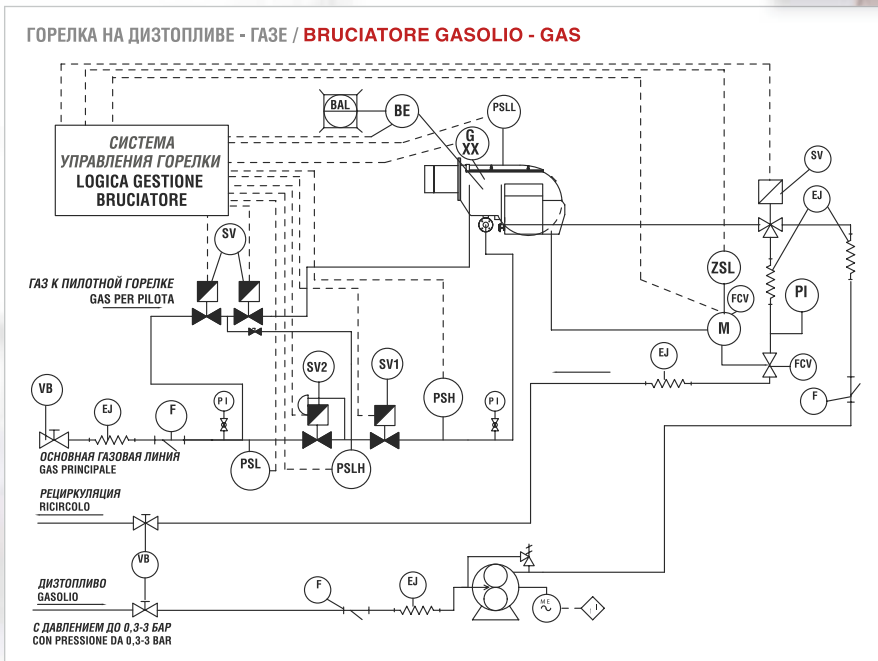 ГОРЕЛКА НА ДИЗТОПЛИВЕ - ГАЗЕ / BRUCIATORE GASOLIO - GAS
BAL
BE
PSLL
G
XX
СИСТЕМА
УПРАВЛЕНИЯ ГОРЕЛКИ
LOGICA GESTIONE
BRUCIATORE
SV
EJ
SV
ZSL
FCV
PI
M
ГАЗ К ПИЛОТНОЙ ГОРЕЛКЕ
GAS PER PILOTA
SV2
SV1
EJ
FCV
VB
EJ
F
PI
PSH
PI
F
ОСНОВНАЯ ГАЗОВАЯ ЛИНИЯ
GAS PRINCIPALE
PSL
PSLH
РЕЦИРКУЛЯЦИЯ
RICIRCOLO
VB
ДИЗТОПЛИВО
GASOLIO
F
EJ
ME
С ДАВЛЕНИЕМ ДО 0,3-3 БАР
CON PRESSIONE DA 0,3-3 BAR